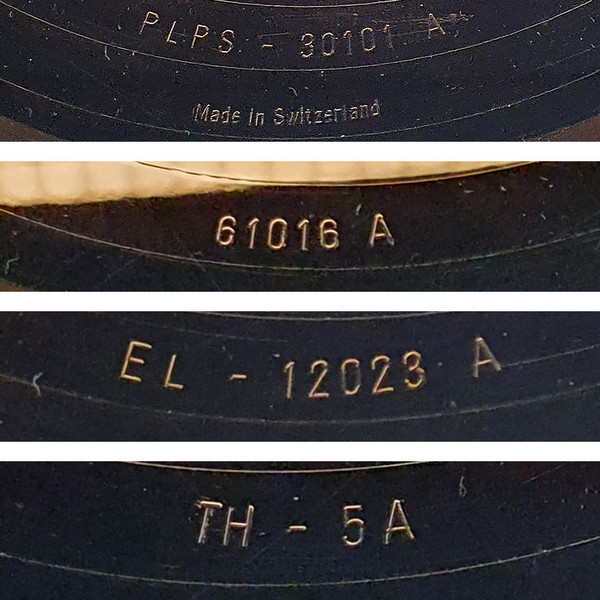 PLPS - 30101 A
Made in Switzerland
61016 A
EL - 12023 A
TH - 5A